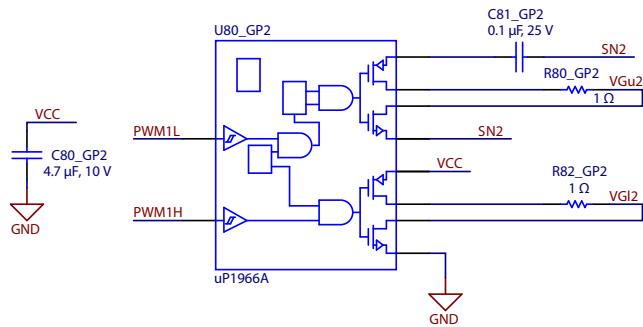 C81_GP2
U80_GP2
0.1 µF, 25 V
SN2
R80_GP2
VGu2
1 Ω
VCC
C80_GP2
4.7 µF, 10 V
GND
PWM1L
SN2
VCC
R82_GP2
1 Ω
VGl2
PWM1H
uP1966A
GND